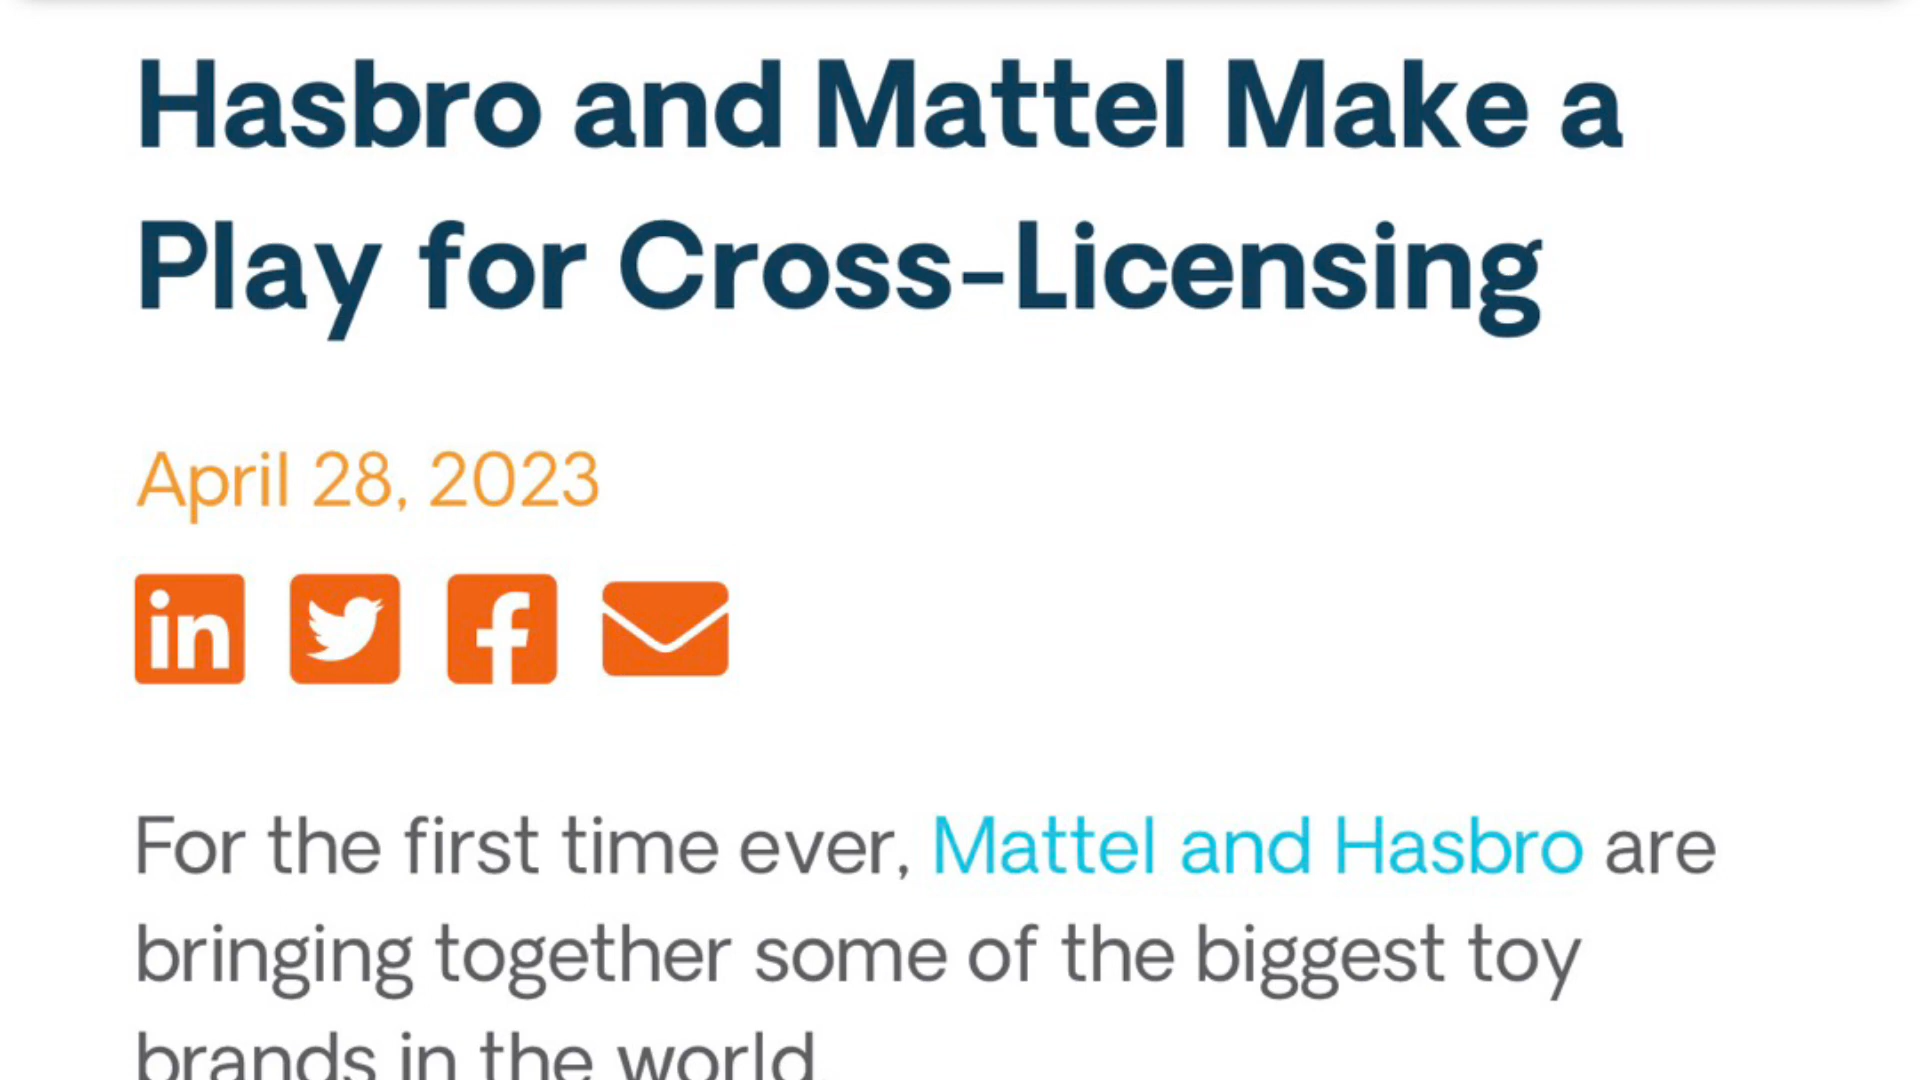 Hasbro and Mattel Make a
Play for Cross-Licensing
April 28, 2023
in
For the first time ever, Mattel and Hasbro are
bringing together some of the biggest toy
brands in the world.